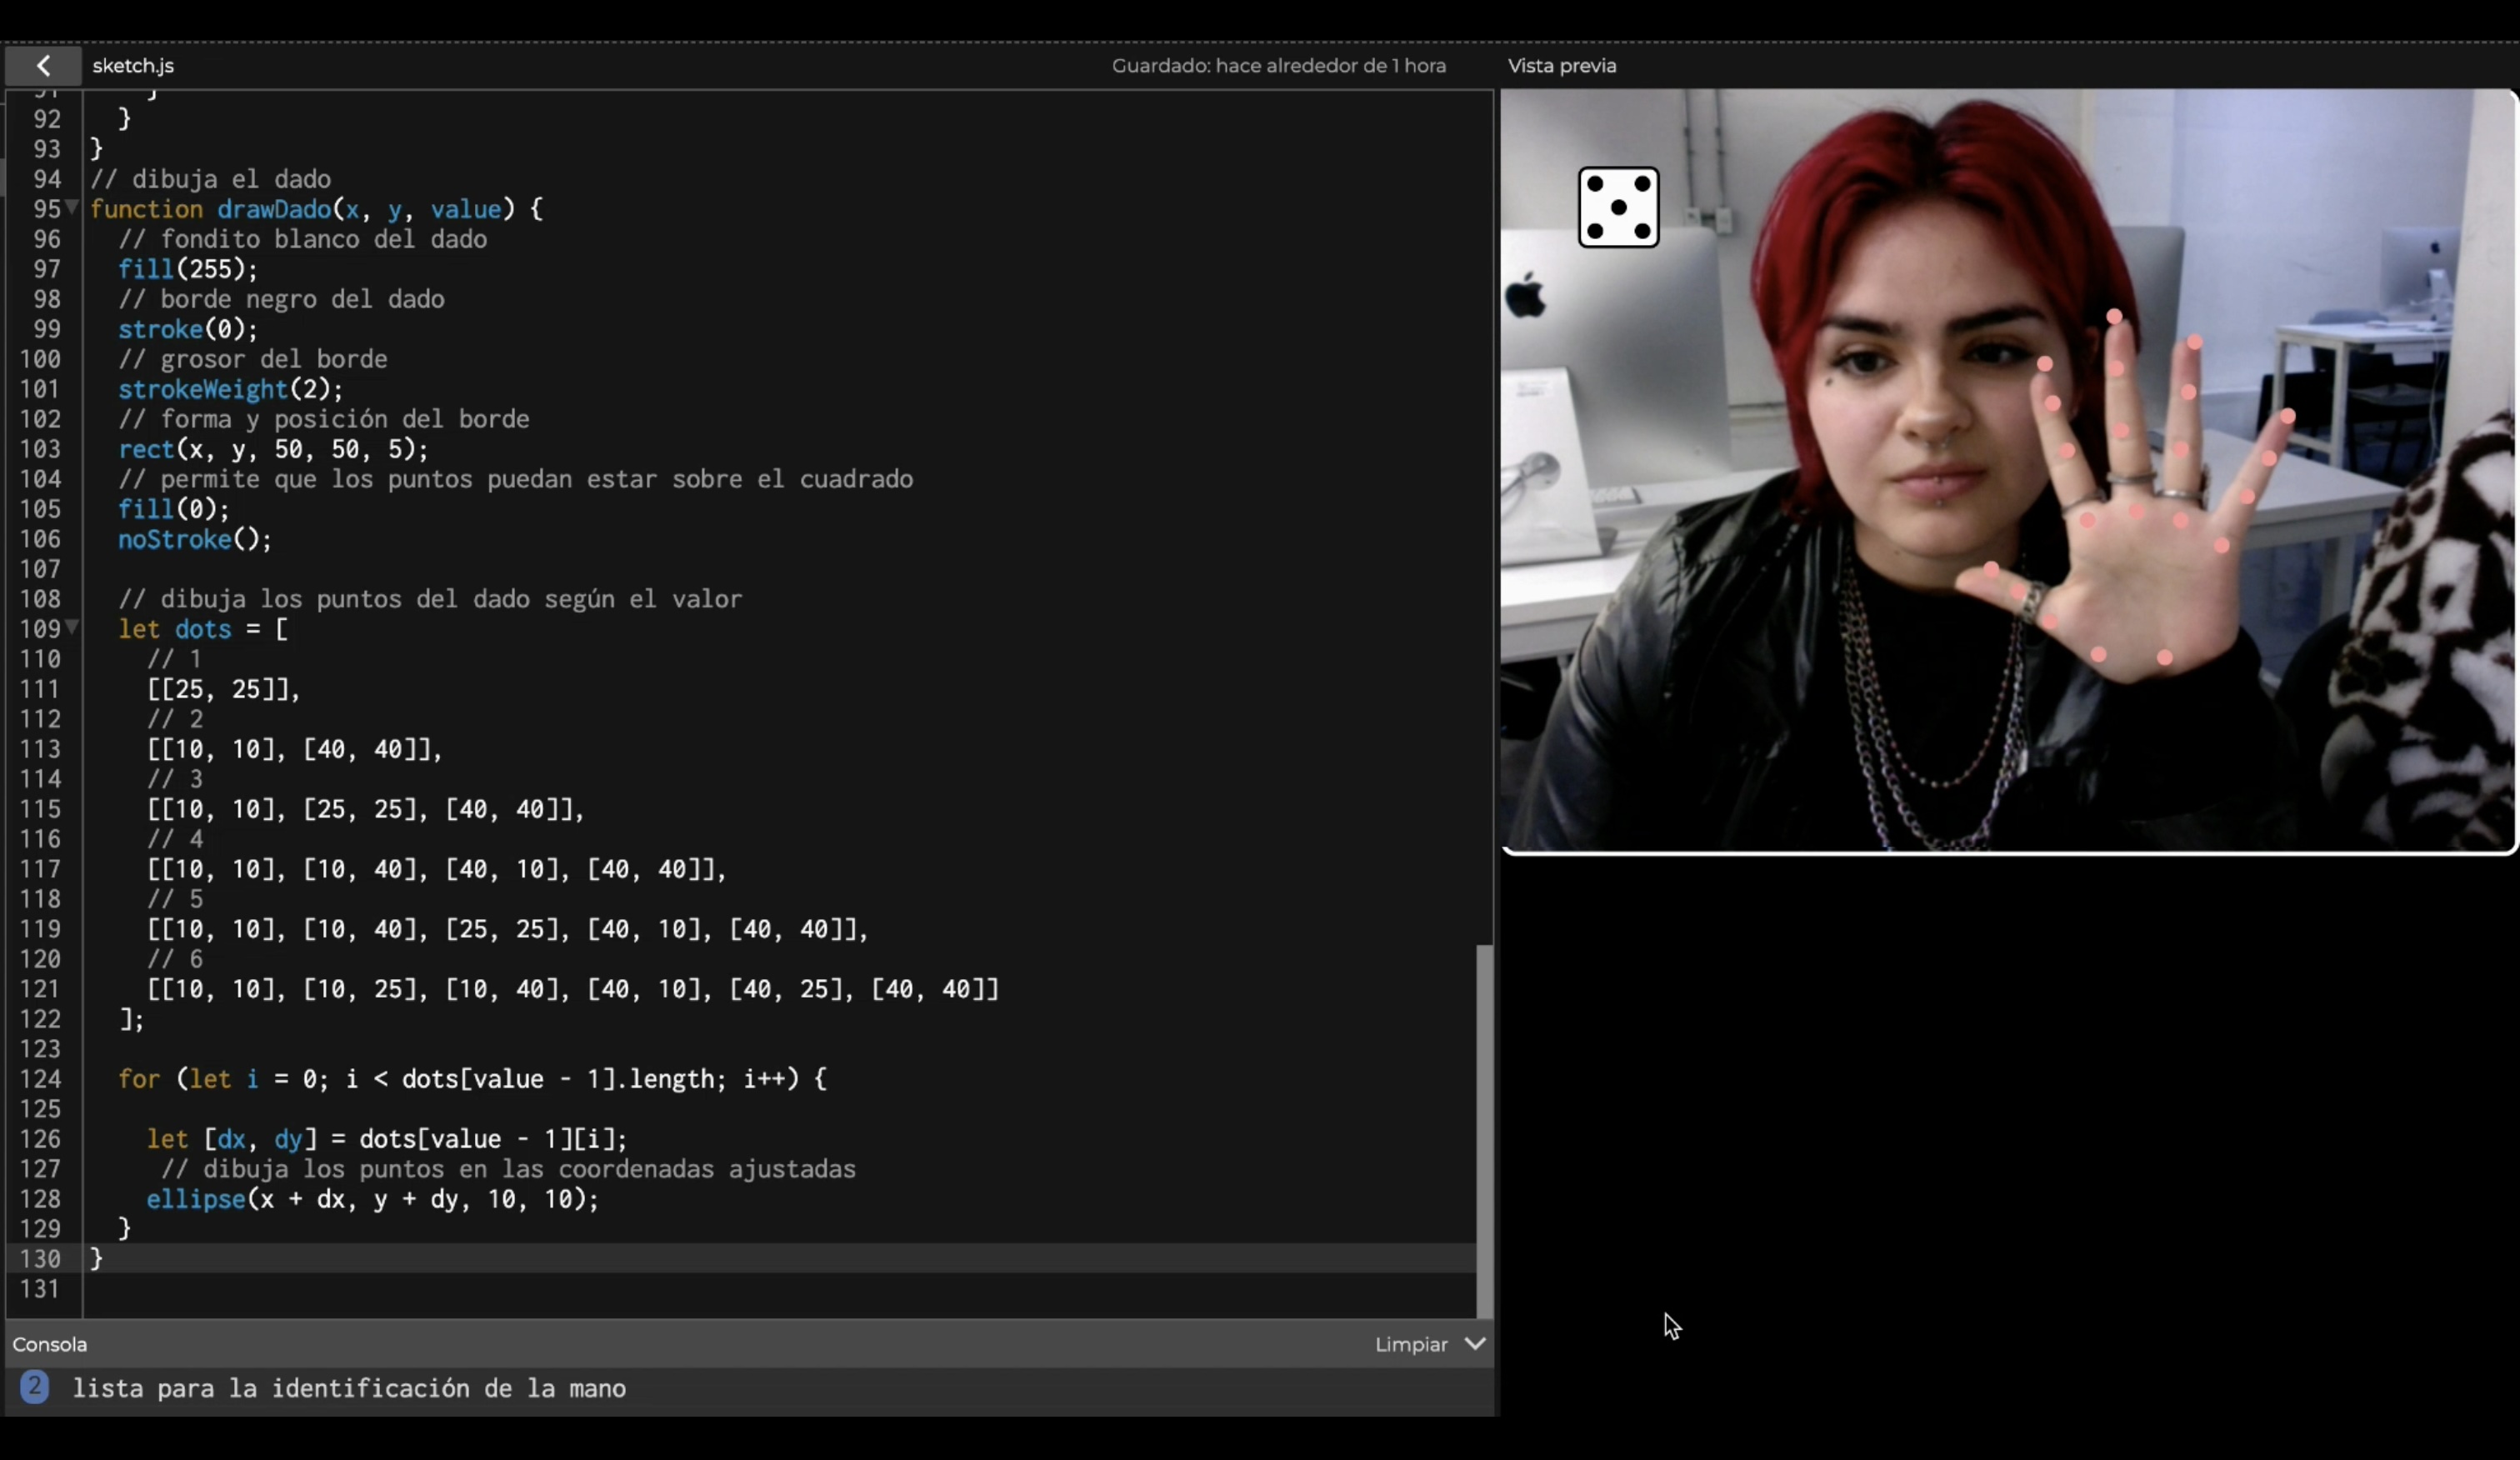 sketch.js
Guardado: hace alrededor de 1 hora
Vista previa
91 }
92 }
93 }
94 // dibuja el dado
95 function drawDado(x, y, value) {
96 // fondito blanco del dado
97 fill(255);
98 // borde negro del dado
99 stroke(0);
100 // grosor del borde
101 strokeWeight(2);
102 // forma y posición del borde
103 rect(x, y, 50, 50, 5);
104 // permite que los puntos puedan estar sobre el cuadrado
105 fill(0);
106 noStroke();
107
108 // dibuja los puntos del dado según el valor
109 let dots = [
110 // 1
111 [[25, 25]],
112 // 2
113 [[10, 10], [40, 40]],
114 // 3
115 [[10, 10], [25, 25], [40, 40]],
116 // 4
117 [[10, 10], [10, 40], [40, 10], [40, 40]],
118 // 5
119 [[10, 10], [10, 40], [25, 25], [40, 10], [40, 40]],
120 // 6
121 [[10, 10], [10, 25], [10, 40], [40, 10], [40, 25], [40, 40]]
122 ];
123
124 for (let i = 0; i < dots[value - 1].length; i++) {
125
126 let [dx, dy] = dots[value - 1][i];
127 // dibuja los puntos en las coordenadas ajustadas
128 ellipse(x + dx, y + dy, 10, 10);
129 }
130 }
131
Consola
Limpiar
2 lista para la identificación de la mano